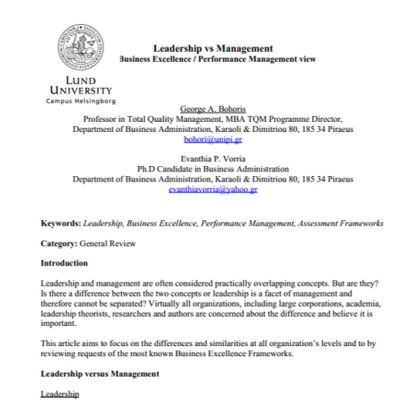 Leadership vs Management
Business Excellence / Performance Management view
LUND
UNIVERSITY
Campus Helsingborg
George A. Bohoris
Professor in Total Quality Management, MBA TQM Programme Director,
Department of Business Administration, Karaoli & Dimitriou 80, 185 34 Piraeus
bohori@unipi.gr
Evanthia P. Vorria
Ph.D Candidate in Business Administration
Department of Business Administration, Karaoli & Dimitriou 80, 185 34 Piraeus
evanthiavorria@yahoo.gr
Keywords: Leadership, Business Excellence, Performance Management, Assessment Frameworks
Category: General Review
Introduction
Leadership and management are often considered practically overlapping concepts. But are they?
Is there a difference between the two concepts or leadership is a facet of management and
therefore cannot be separated? Virtually all organizations, including large corporations, academia,
leadership theorists, researchers and authors are concerned about the difference and believe it is
important.
This article aims to focus on the differences and similarities at all organization's levels and to by
reviewing requests of the most known Business Excellence Frameworks.
Leadership versus Management
Leadership